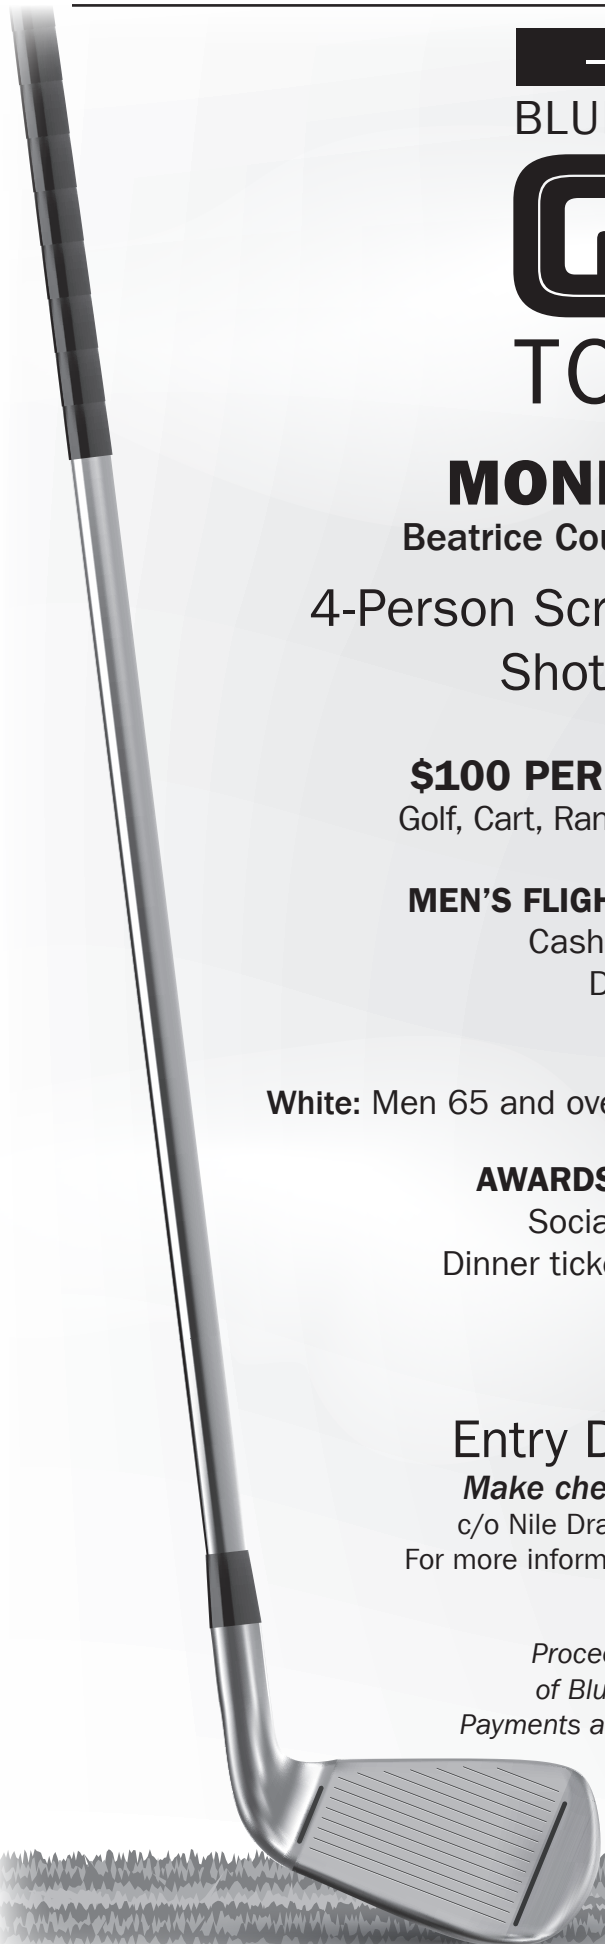 BLU
G
TO
MON
Beatrice Cou
4-Person Scr
Shot
$100 PER
Golf, Cart, Ran
MEN'S FLIGH
Cash
D
White: Men 65 and ove
AWARDS
Socia
Dinner ticke
Entry D
Make che
c/o Nile Dra
For more inform
Procee
of Blu
Payments a